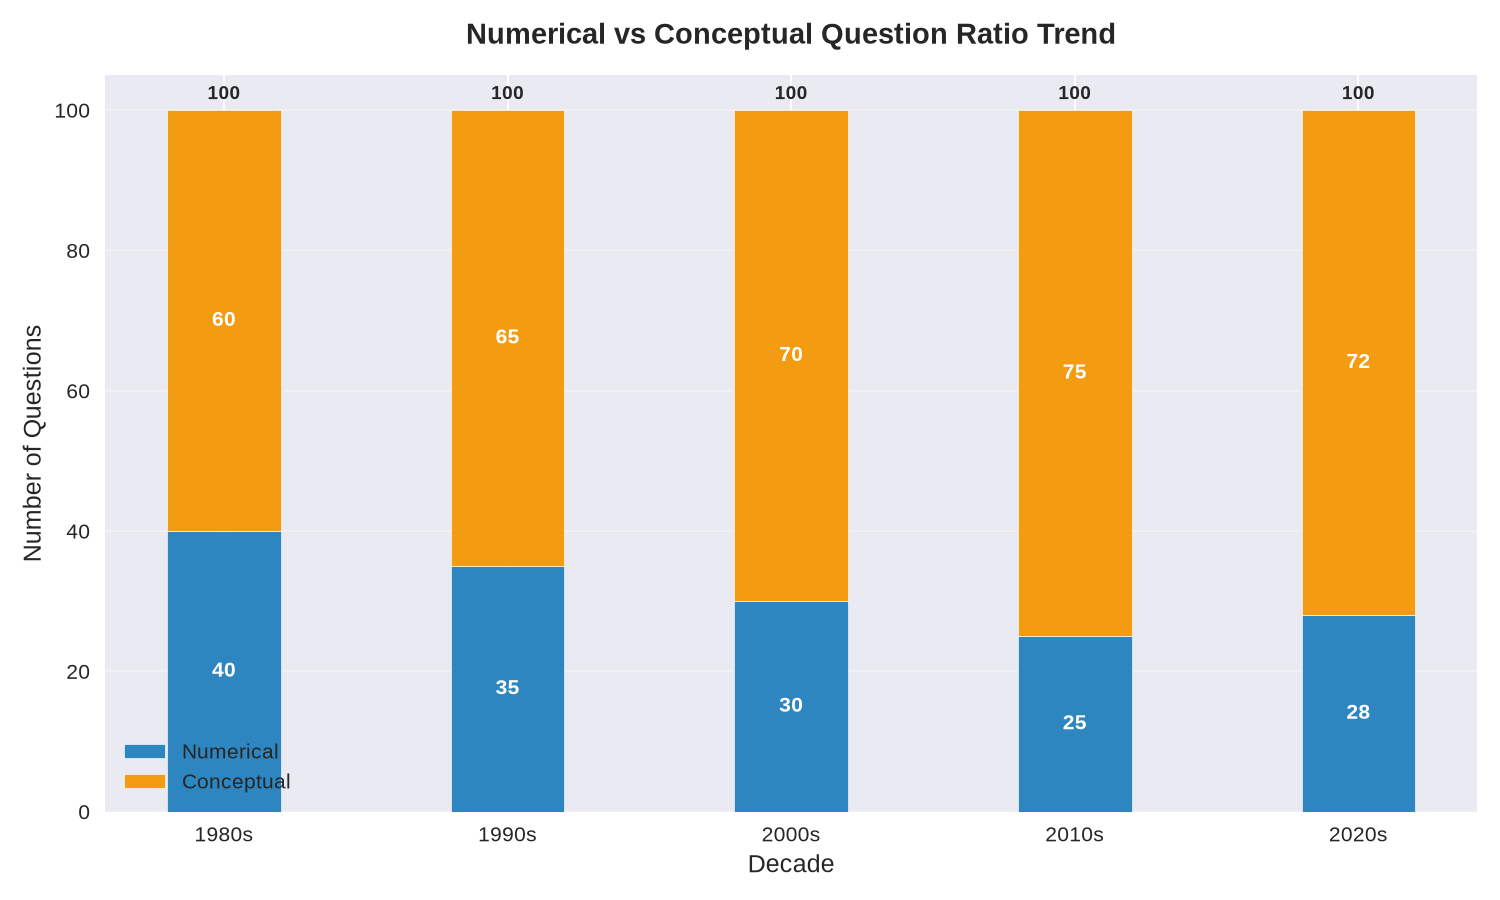 Numerical vs Conceptual Question Ratio Trend
100 100 100 100 100
100
80
60
40
20
0
Number of Questions
60 65 70 75 72
40 35 30 25 28
Numerical
Conceptual
1980s 1990s 2000s 2010s 2020s
Decade